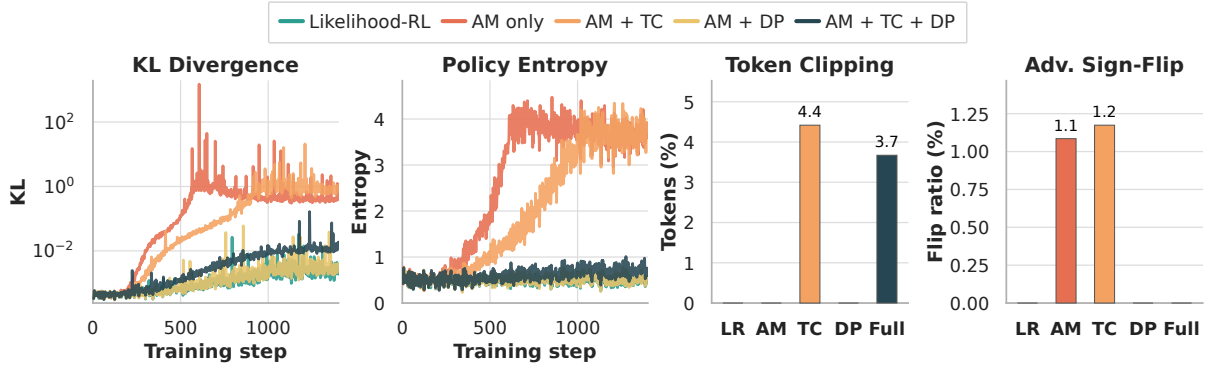 Likelihood-RL AM only AM + TC AM + DP AM + TC + DP
KL Divergence
KL
10² 10⁰ 10⁻²
0 500 1000
Training step
Policy Entropy
Entropy
4 3 2 1 0
0 500 1000
Training step
Token Clipping
Tokens (%)
5 4 3 2 1 0
4.4 3.7
LR AM TC DP Full
Adv. Sign-Flip
Flip ratio (%)
1.25 1.00 0.75 0.50 0.25 0.00
1.1 1.2
LR AM TC DP Full